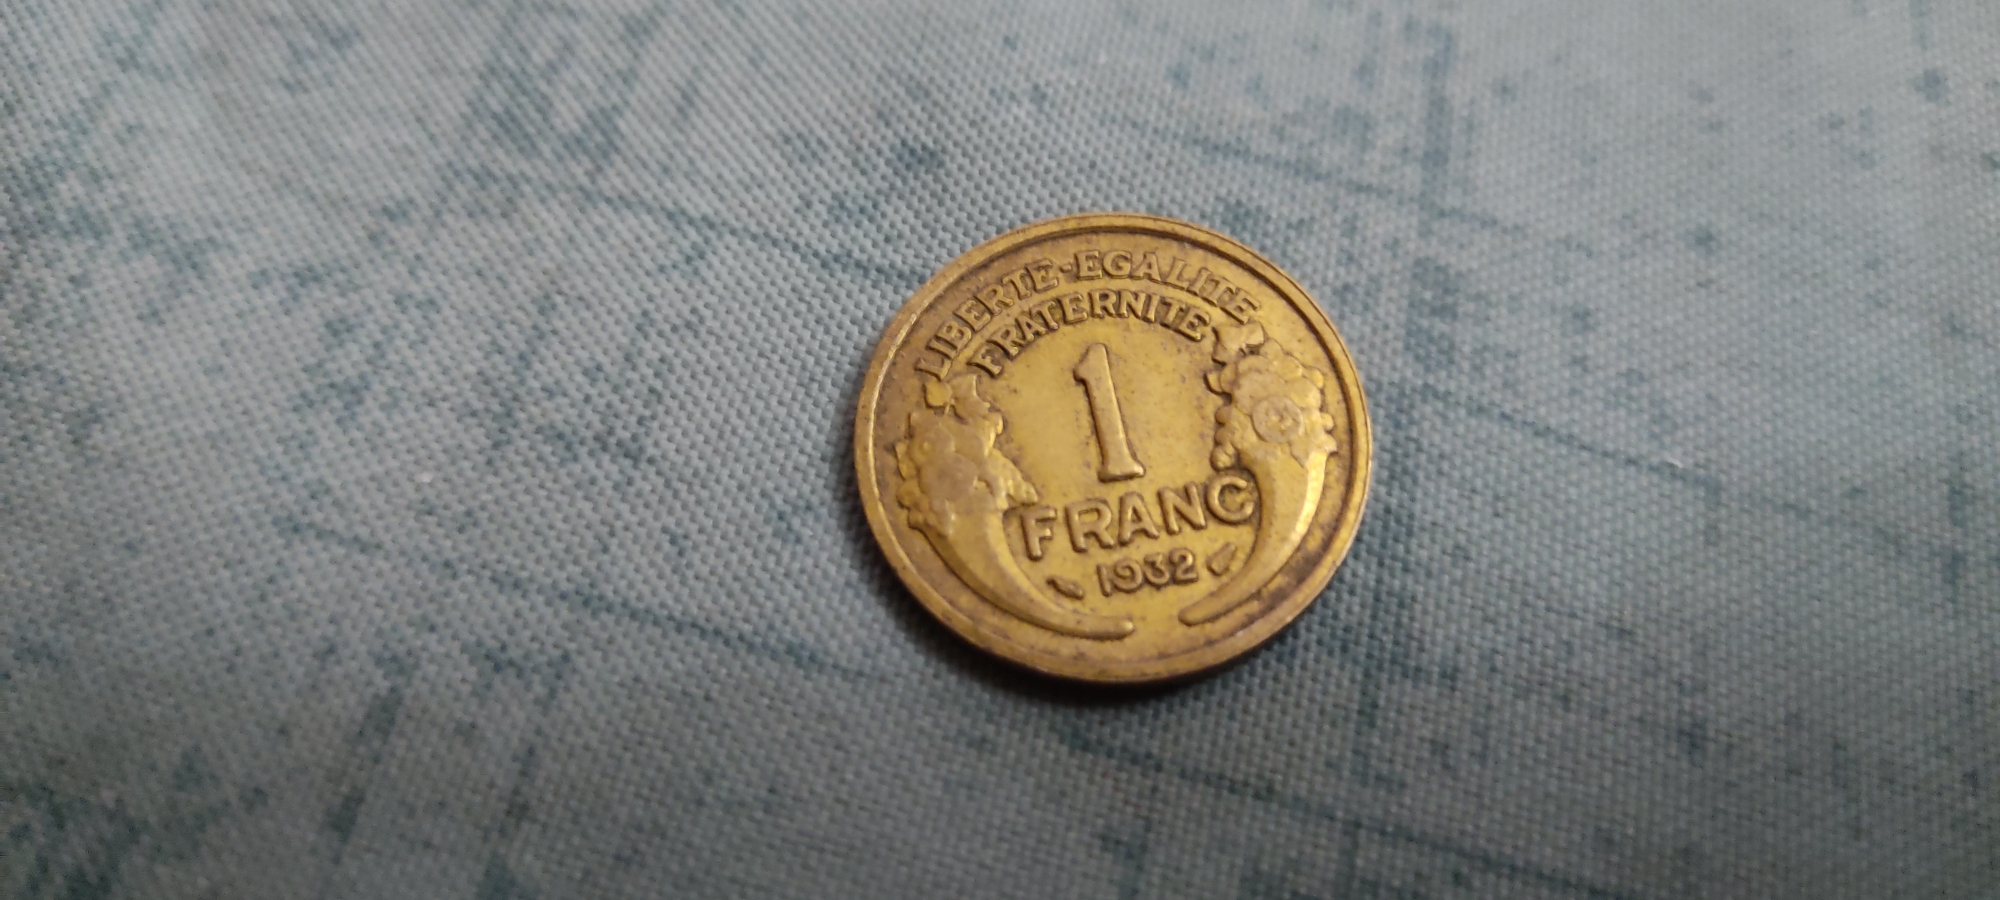 LIBERTE-EGALITE
FRATERNITE
1
FRANC
1932